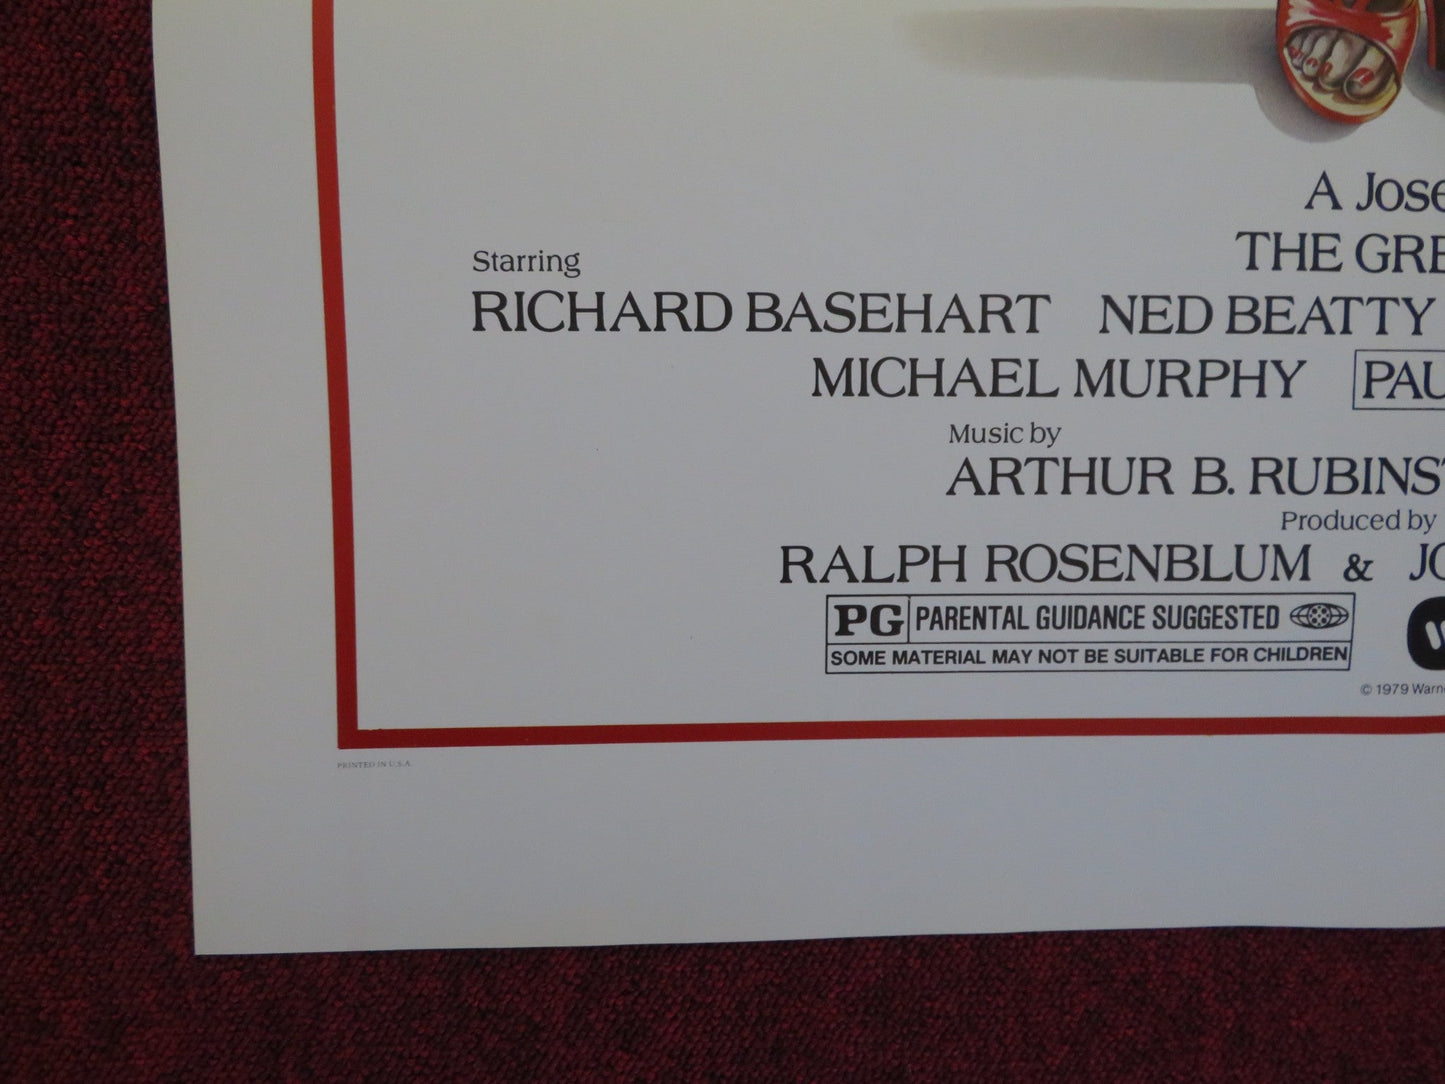 A JOSE
THE GRE
Starring
RICHARD BASEHART NED BEATTY
MICHAEL MURPHY PAU
Music by
ARTHUR B. RUBINST
Produced by
RALPH ROSENBLUM & JO
PG PARENTAL GUIDANCE SUGGESTED
SOME MATERIAL MAY NOT BE SUITABLE FOR CHILDREN
© 1979 Warn
PRINTED IN U.S.A.